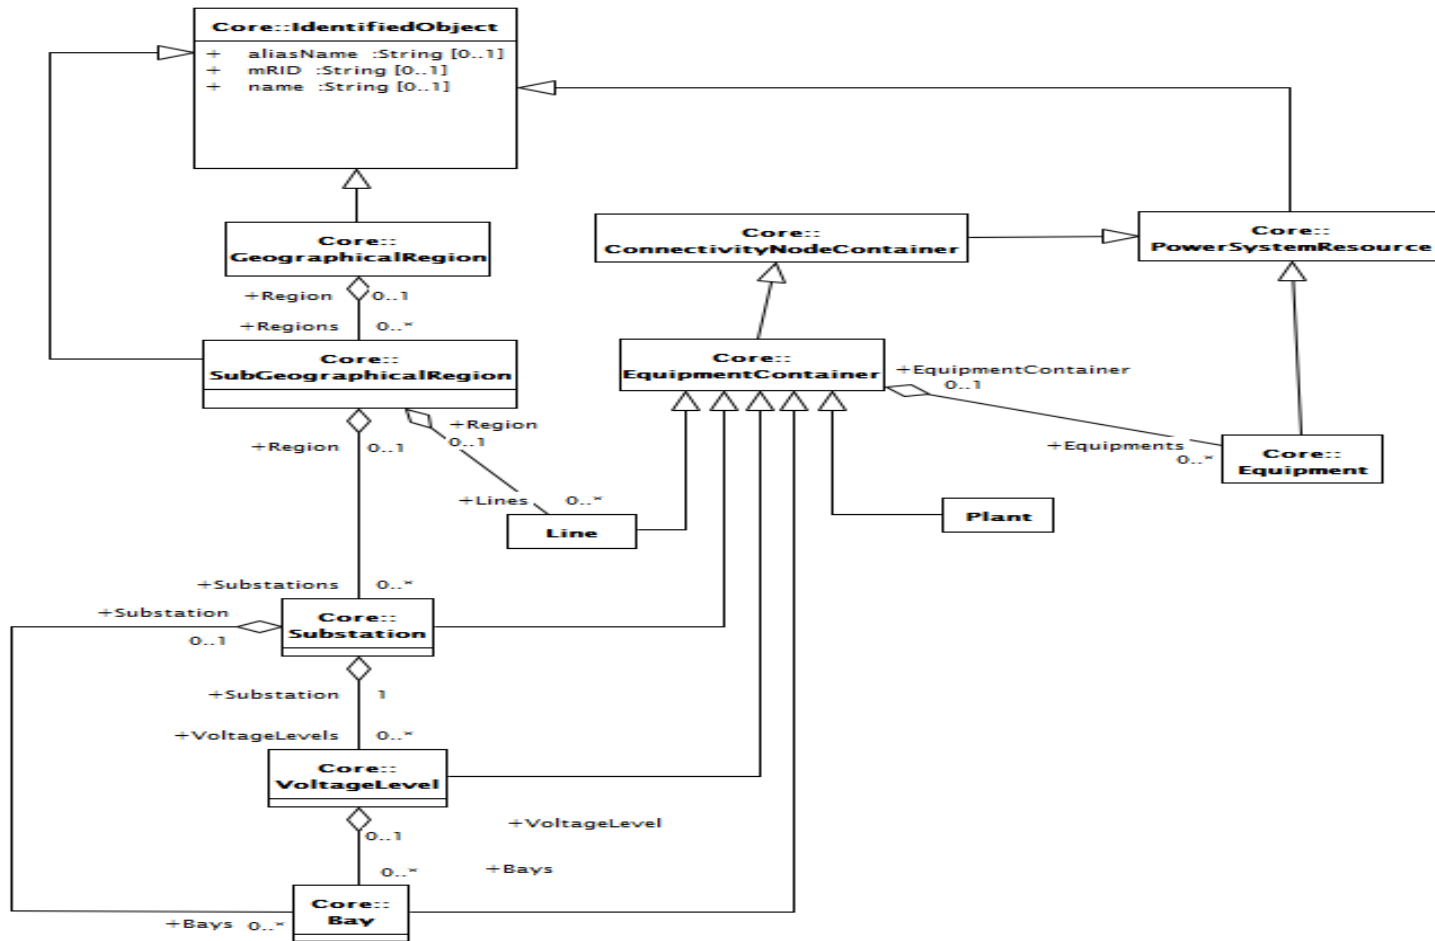 Core::IdentifiedObject
+ aliasName :String [0..1]
+ mRID :String [0..1]
+ name :String [0..1]
Core::
GeographicalRegion
Core::
ConnectivityNodeContainer
Core::
PowerSystemResource
+Region 0..1
+Regions 0..*
Core::
SubGeographicalRegion
Core::
EquipmentContainer
+EquipmentContainer
0..1
+Region
0..1
+Region 0..1
+Equipments
0..*
Core::
Equipment
+Lines 0..*
Line
Plant
+Substations 0..*
+Substation
0..1
Core::
Substation
+Substation 1
+VoltageLevels 0..*
Core::
VoltageLevel
0..1
+VoltageLevel
0..*
+Bays
Core::
Bay
+Bays 0..*